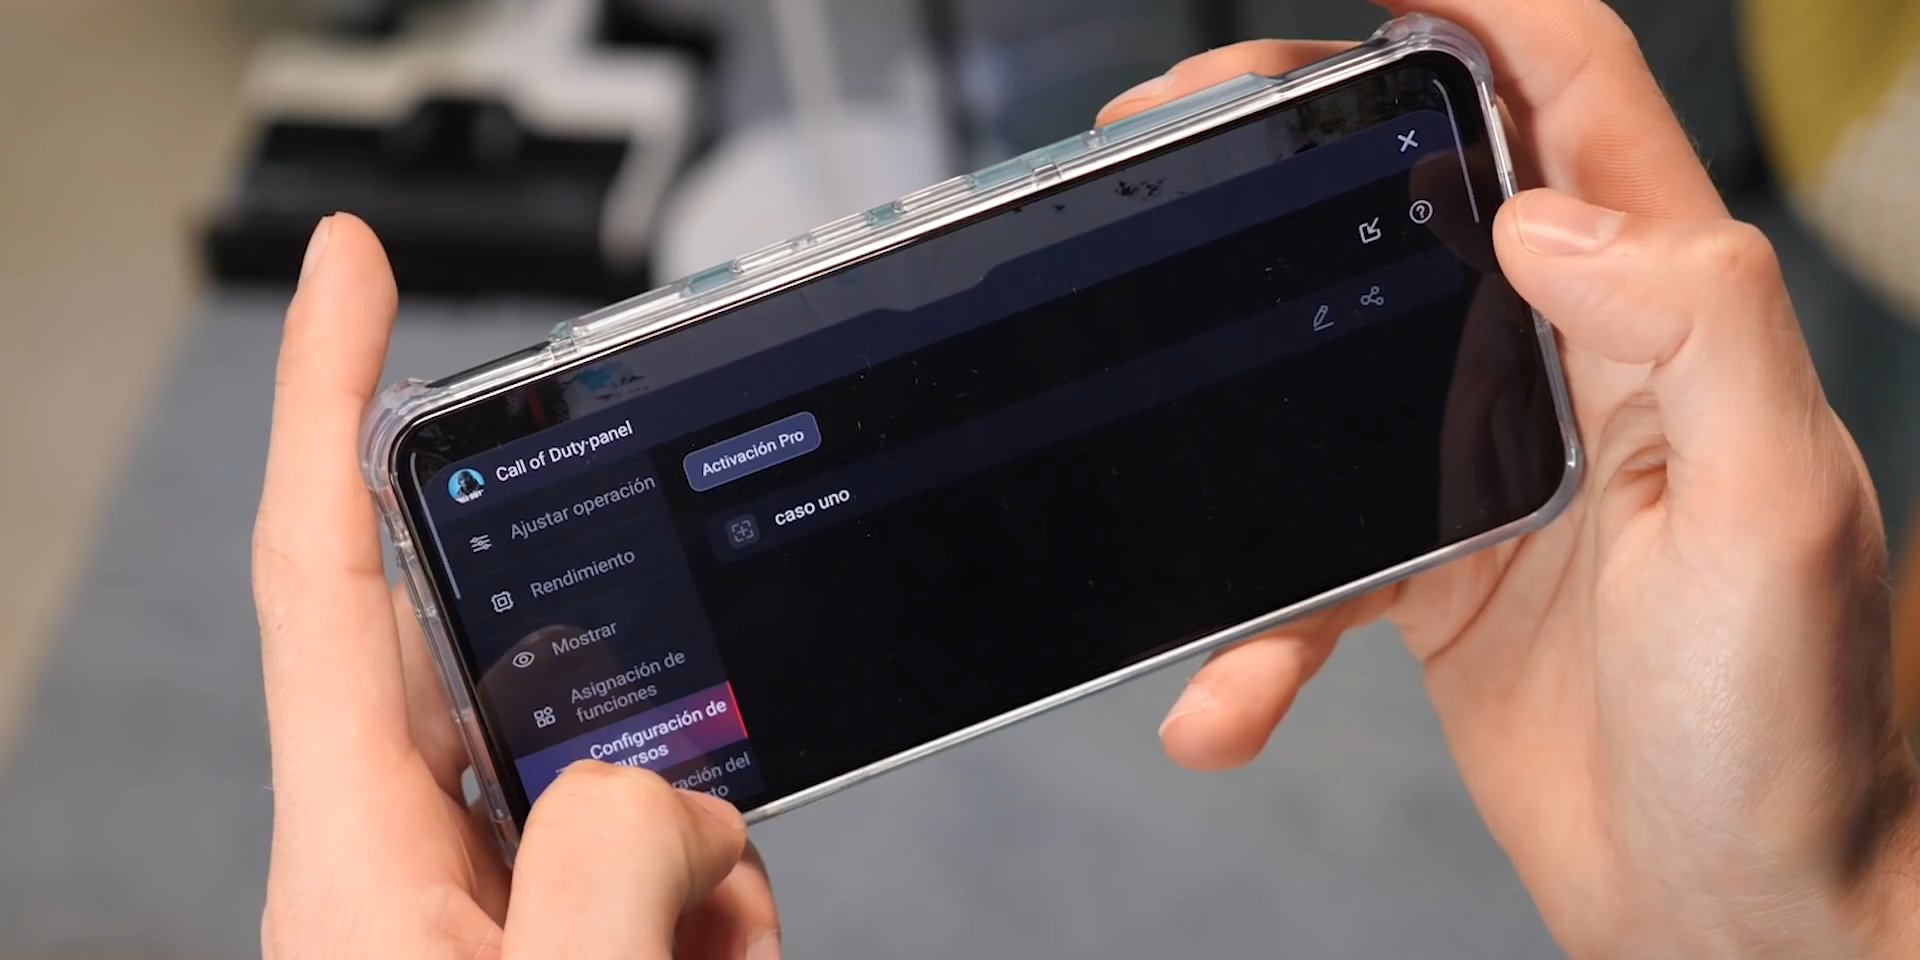 Call of Duty·panel
Ajustar operación
Rendimiento
Mostrar
Asignación de
funciones
Configuración de
Activación Pro
caso uno